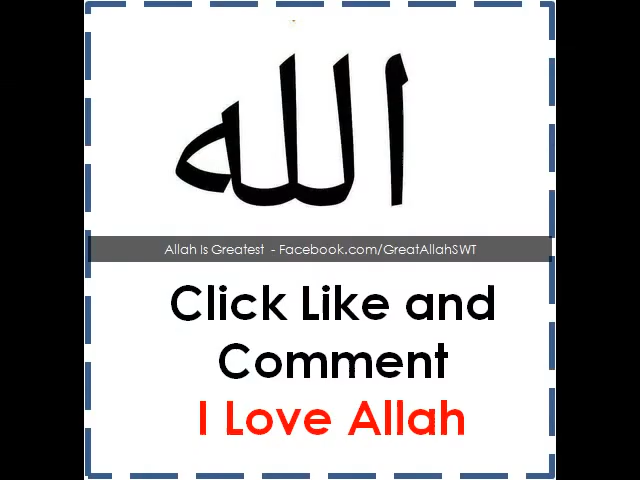 الله
Allah Is Greatest - Facebook.com/GreatAllahSWT
Click Like and
Comment
I Love Allah